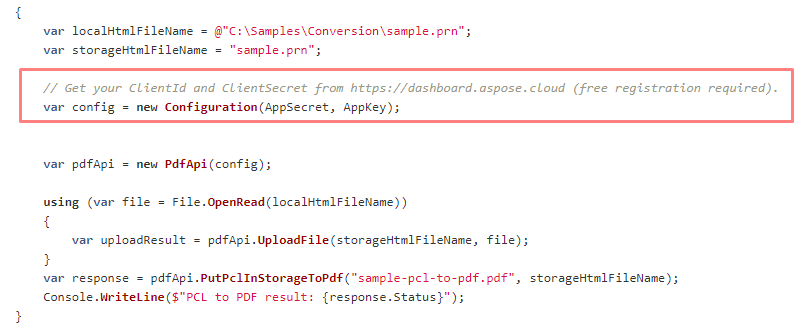 {
var localHtmlFileName = @"C:\Samples\Conversion\sample.prn";
var storageHtmlFileName = "sample.prn";
// Get your ClientId and ClientSecret from https://dashboard.aspose.cloud (free registration required).
var config = new Configuration(AppSecret, AppKey);
var pdfApi = new PdfApi(config);
using (var file = File.OpenRead(localHtmlFileName))
{
var uploadResult = pdfApi.UploadFile(storageHtmlFileName, file);
}
var response = pdfApi.PutPclInStorageToPdf("sample-pcl-to-pdf.pdf", storageHtmlFileName);
Console.WriteLine($"PCL to PDF result: {response.Status}");
}